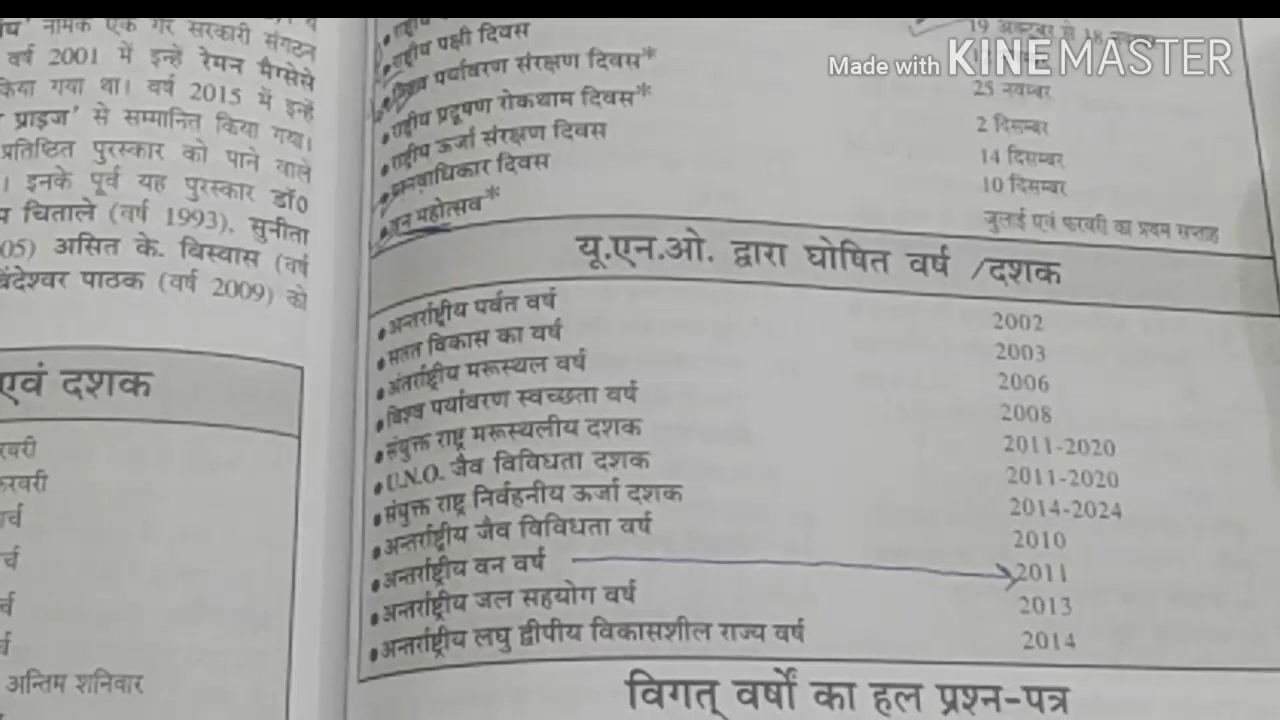 नामक एक गैर सरकारी संगठन
वर्ष 2001 में इन्हें रेमन मैग्सेसे
किया गया था। वर्ष 2015 में इन्हें
प्राइज' से सम्मानित किया गया।
प्रतिष्ठित पुरस्कार को पाने वाले
। इनके पूर्व यह पुरस्कार डॉ0
चिताले (वर्ष 1993), सुनीता
05) असित के. विस्वास (वर्ष
बिंदेश्वर पाठक (वर्ष 2009) को
एवं दशक
अन्तिम शनिवार
राष्ट्रीय पक्षी दिवस
विश्व पर्यावरण संरक्षण दिवस* 25 नवम्बर
राष्ट्रीय प्रदूषण रोकथाम दिवस* 2 दिसम्बर
राष्ट्रीय ऊर्जा संरक्षण दिवस 14 दिसम्बर
मानवाधिकार दिवस 10 दिसम्बर
वन महोत्सव* जुलाई एवं फरवरी का प्रथम सप्ताह
यू.एन.ओ. द्वारा घोषित वर्ष /दशक
•अन्तर्राष्ट्रीय पर्वत वर्ष 2002
•सतत विकास का वर्ष 2003
•अंतर्राष्ट्रीय मरूस्थल वर्ष 2006
•विश्व पर्यावरण स्वच्छता वर्ष 2008
•संयुक्त राष्ट्र मरूस्थलीय दशक 2011-2020
•U.N.O. जैव विविधता दशक 2011-2020
•संयुक्त राष्ट्र निर्वहनीय ऊर्जा दशक 2014-2024
•अन्तर्राष्ट्रीय जैव विविधता वर्ष 2010
•अन्तर्राष्ट्रीय वन वर्ष 2011
•अन्तर्राष्ट्रीय जल सहयोग वर्ष 2013
•अन्तर्राष्ट्रीय लघु द्वीपीय विकासशील राज्य वर्ष 2014
विगत् वर्षों का हल प्रश्न-पत्र
Made with KINEMASTER